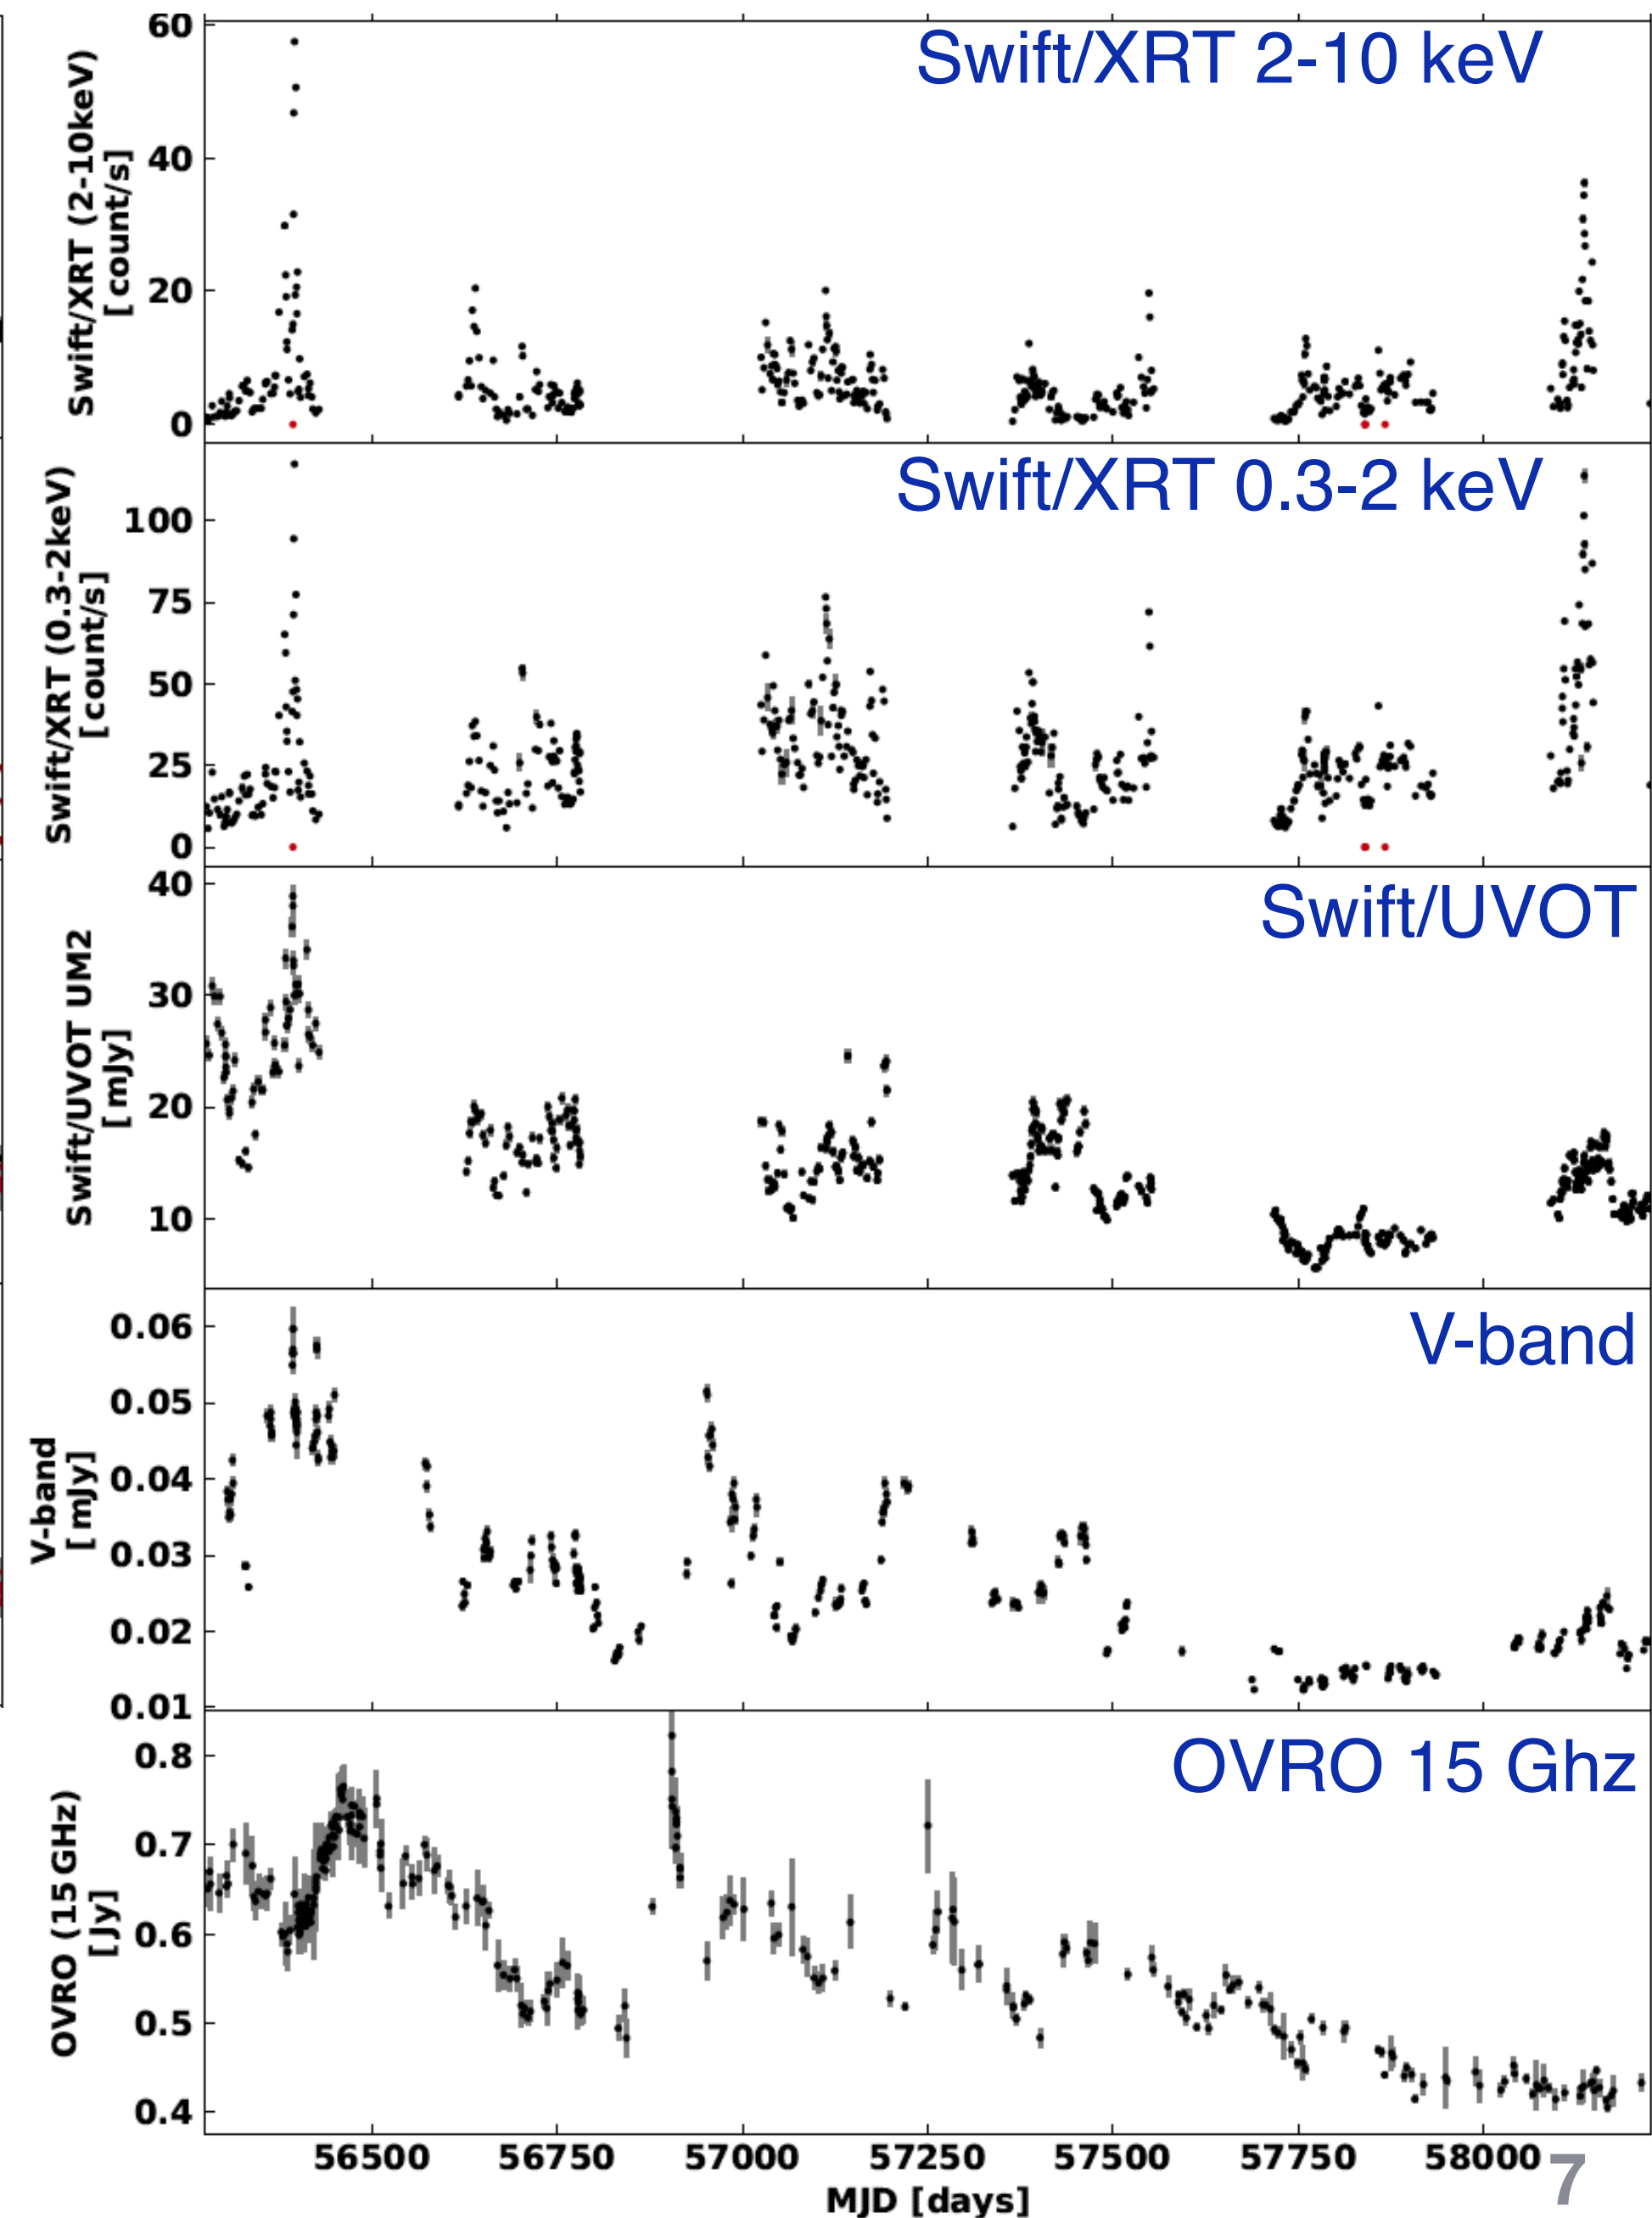 Swift/XRT 2-10 keV
Swift/XRT (2-10keV)
[count/s]
60
40
20
0
Swift/XRT 0.3-2 keV
Swift/XRT (0.3-2keV)
[count/s]
100
75
50
25
0
Swift/UVOT
Swift/UVOT UM2
[mJy]
40
30
20
10
V-band
V-band
[mJy]
0.06
0.05
0.04
0.03
0.02
0.01
OVRO 15 Ghz
OVRO (15GHz)
[Jy]
0.8
0.7
0.6
0.5
0.4
56500 56750 57000 57250 57500 57750 58000
MJD [days]
7